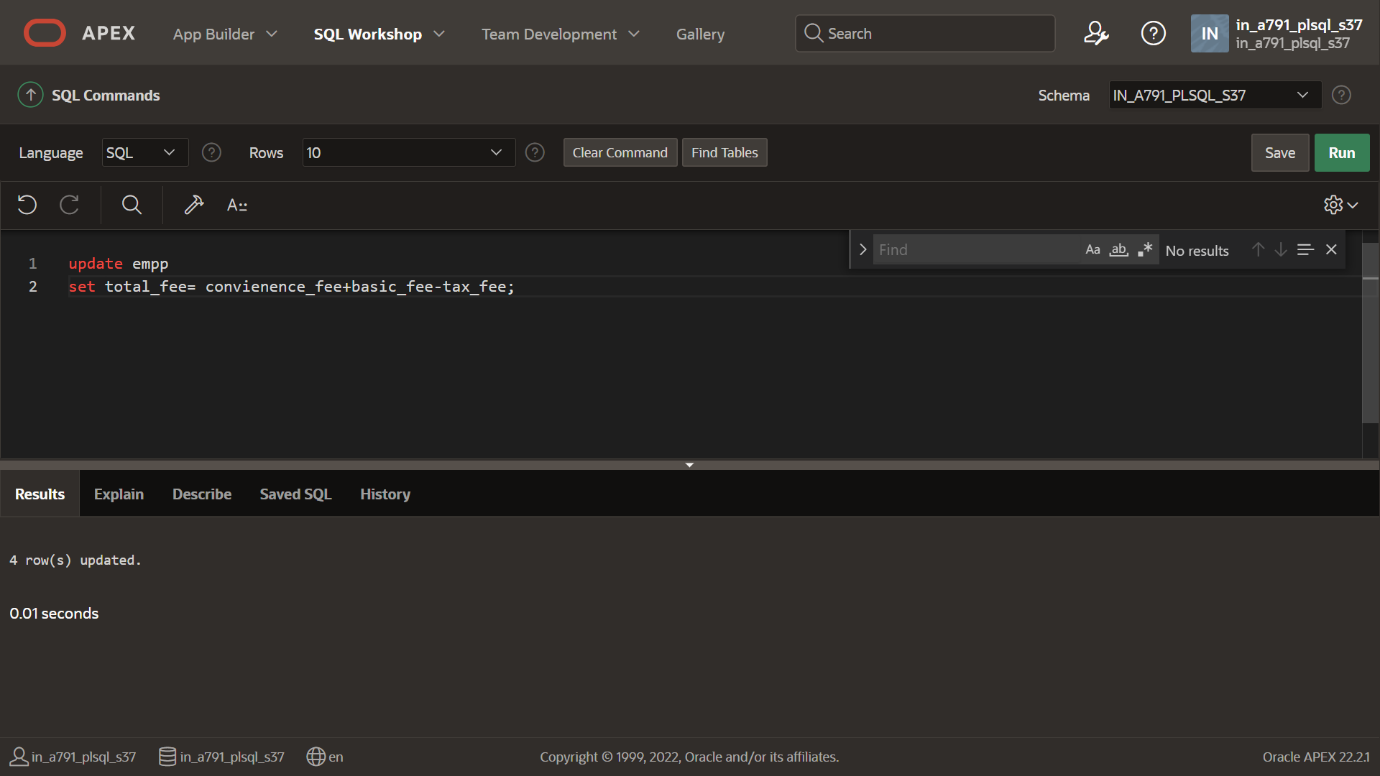 APEX App Builder SQL Workshop Team Development Gallery Search IN in_a791_plsql_s37
in_a791_plsql_s37
SQL Commands Schema IN_A791_PLSQL_S37
Language SQL Rows 10 Clear Command Find Tables Save Run
A::
Find Aa ab .* No results
1 update empp
2 set total_fee= convienence_fee+basic_fee-tax_fee;
Results Explain Describe Saved SQL History
4 row(s) updated.
0.01 seconds
in_a791_plsql_s37 in_a791_plsql_s37 en Copyright © 1999, 2022, Oracle and/or its affiliates. Oracle APEX 22.2.1